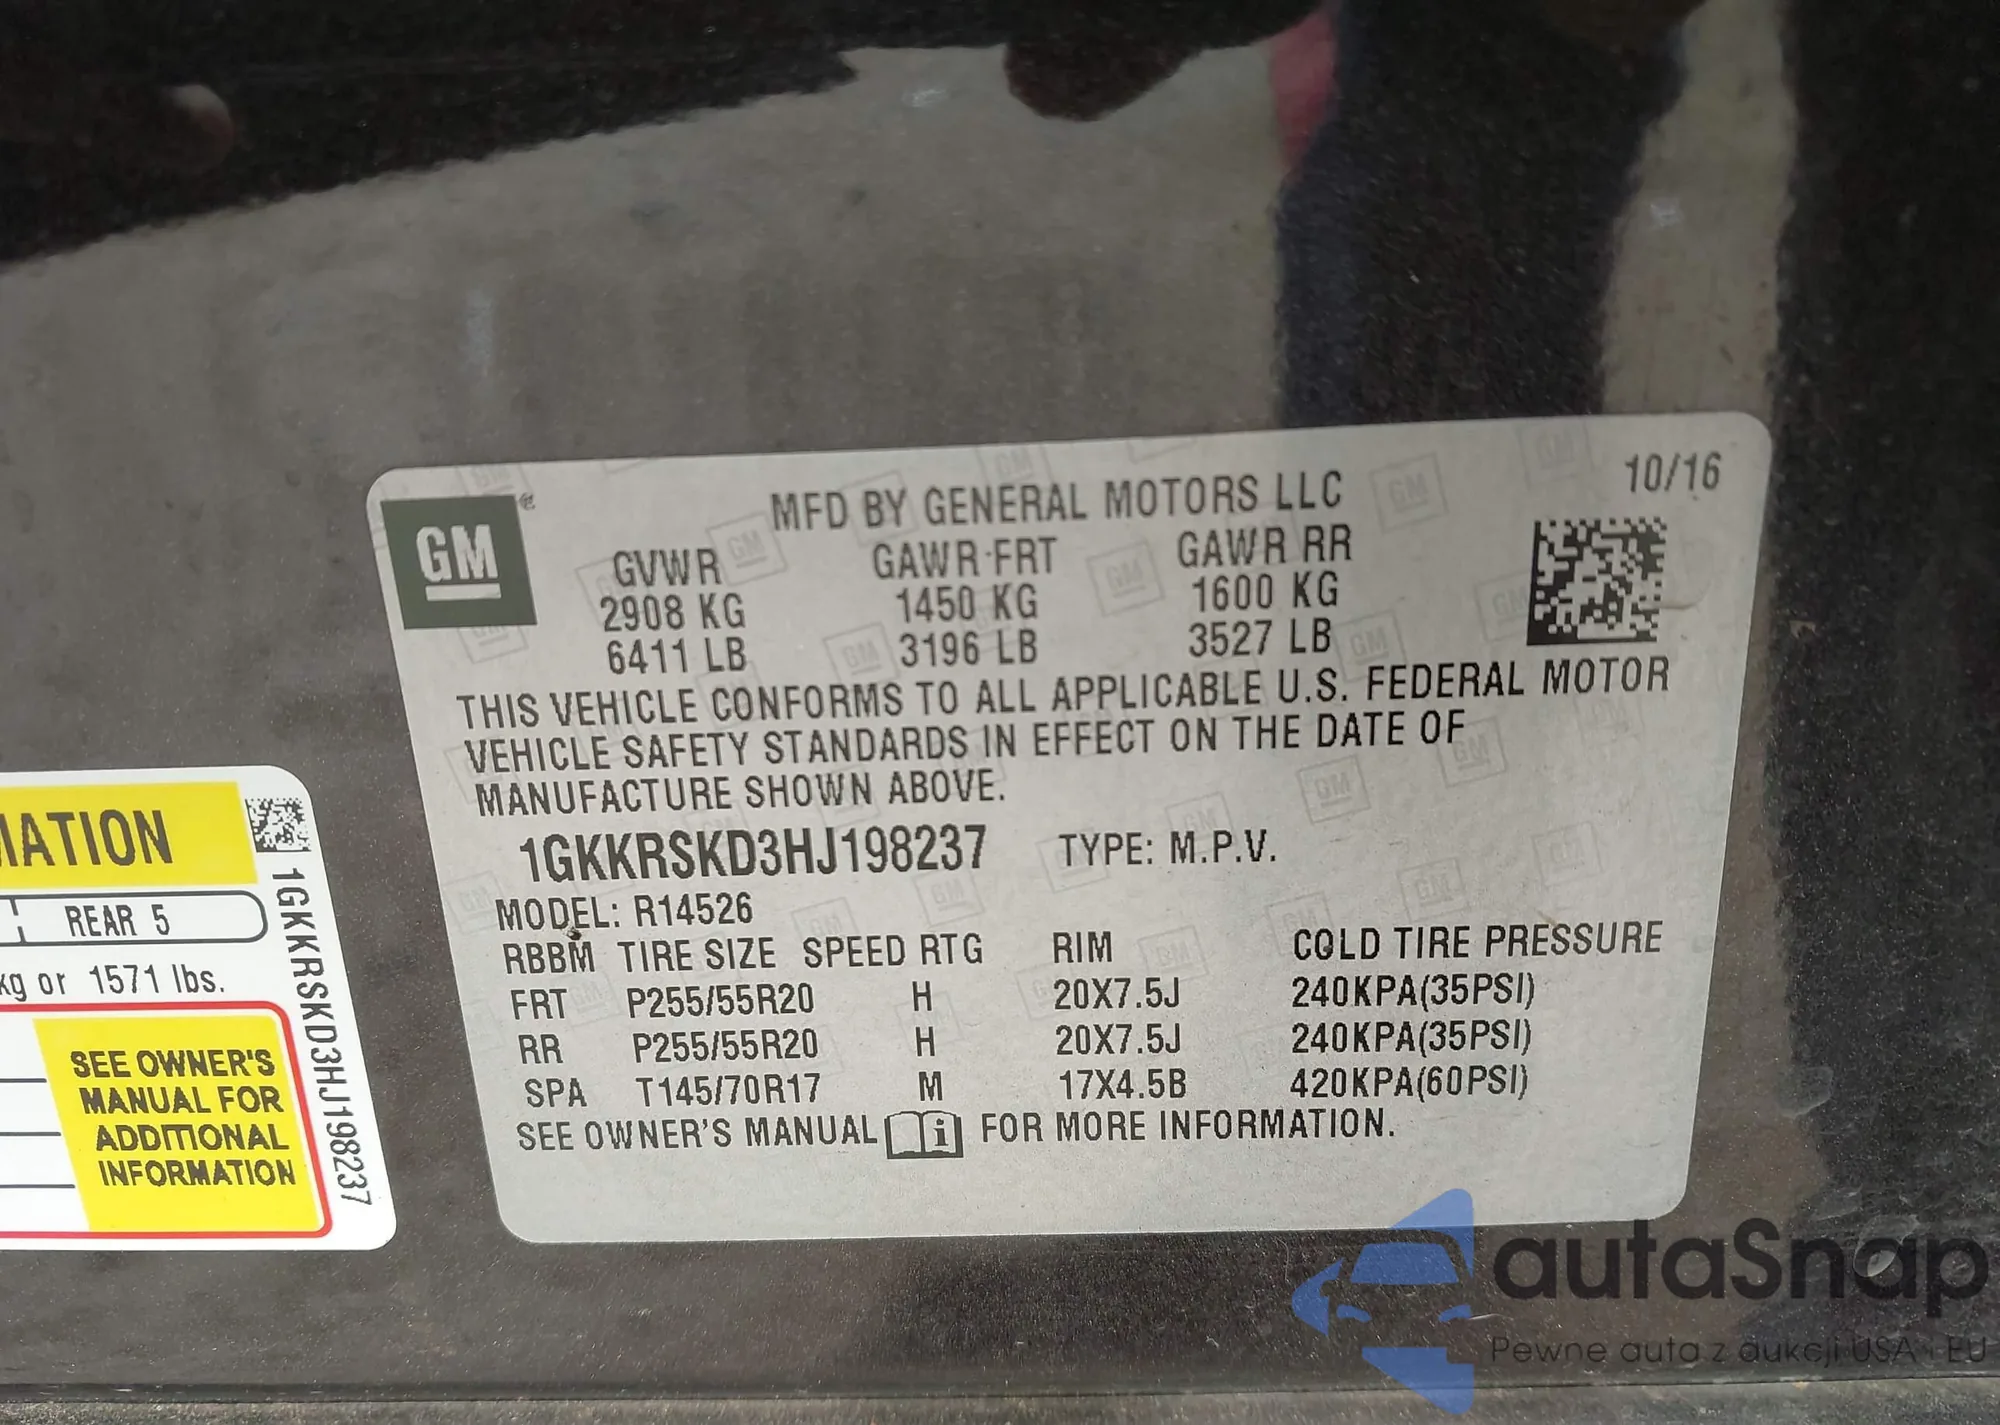 10/16
GM ®
MFD BY GENERAL MOTORS LLC
GVWR GAWR FRT GAWR RR
2908 KG 1450 KG 1600 KG
6411 LB 3196 LB 3527 LB
THIS VEHICLE CONFORMS TO ALL APPLICABLE U.S. FEDERAL MOTOR
VEHICLE SAFETY STANDARDS IN EFFECT ON THE DATE OF
MANUFACTURE SHOWN ABOVE.
1GKKRSKD3HJ198237 TYPE: M.P.V.
MODEL: R14526
RBBM TIRE SIZE SPEED RTG RIM COLD TIRE PRESSURE
FRT P255/55R20 H 20X7.5J 240KPA(35PSI)
RR P255/55R20 H 20X7.5J 240KPA(35PSI)
SPA T145/70R17 M 17X4.5B 420KPA(60PSI)
SEE OWNER'S MANUAL i FOR MORE INFORMATION.
MATION
REAR 5
kg or 1571 lbs.
SEE OWNER'S
MANUAL FOR
ADDITIONAL
INFORMATION
1GKKRSKD3HJ198237
autaSnap
Pewne auta z aukcji USA i EU